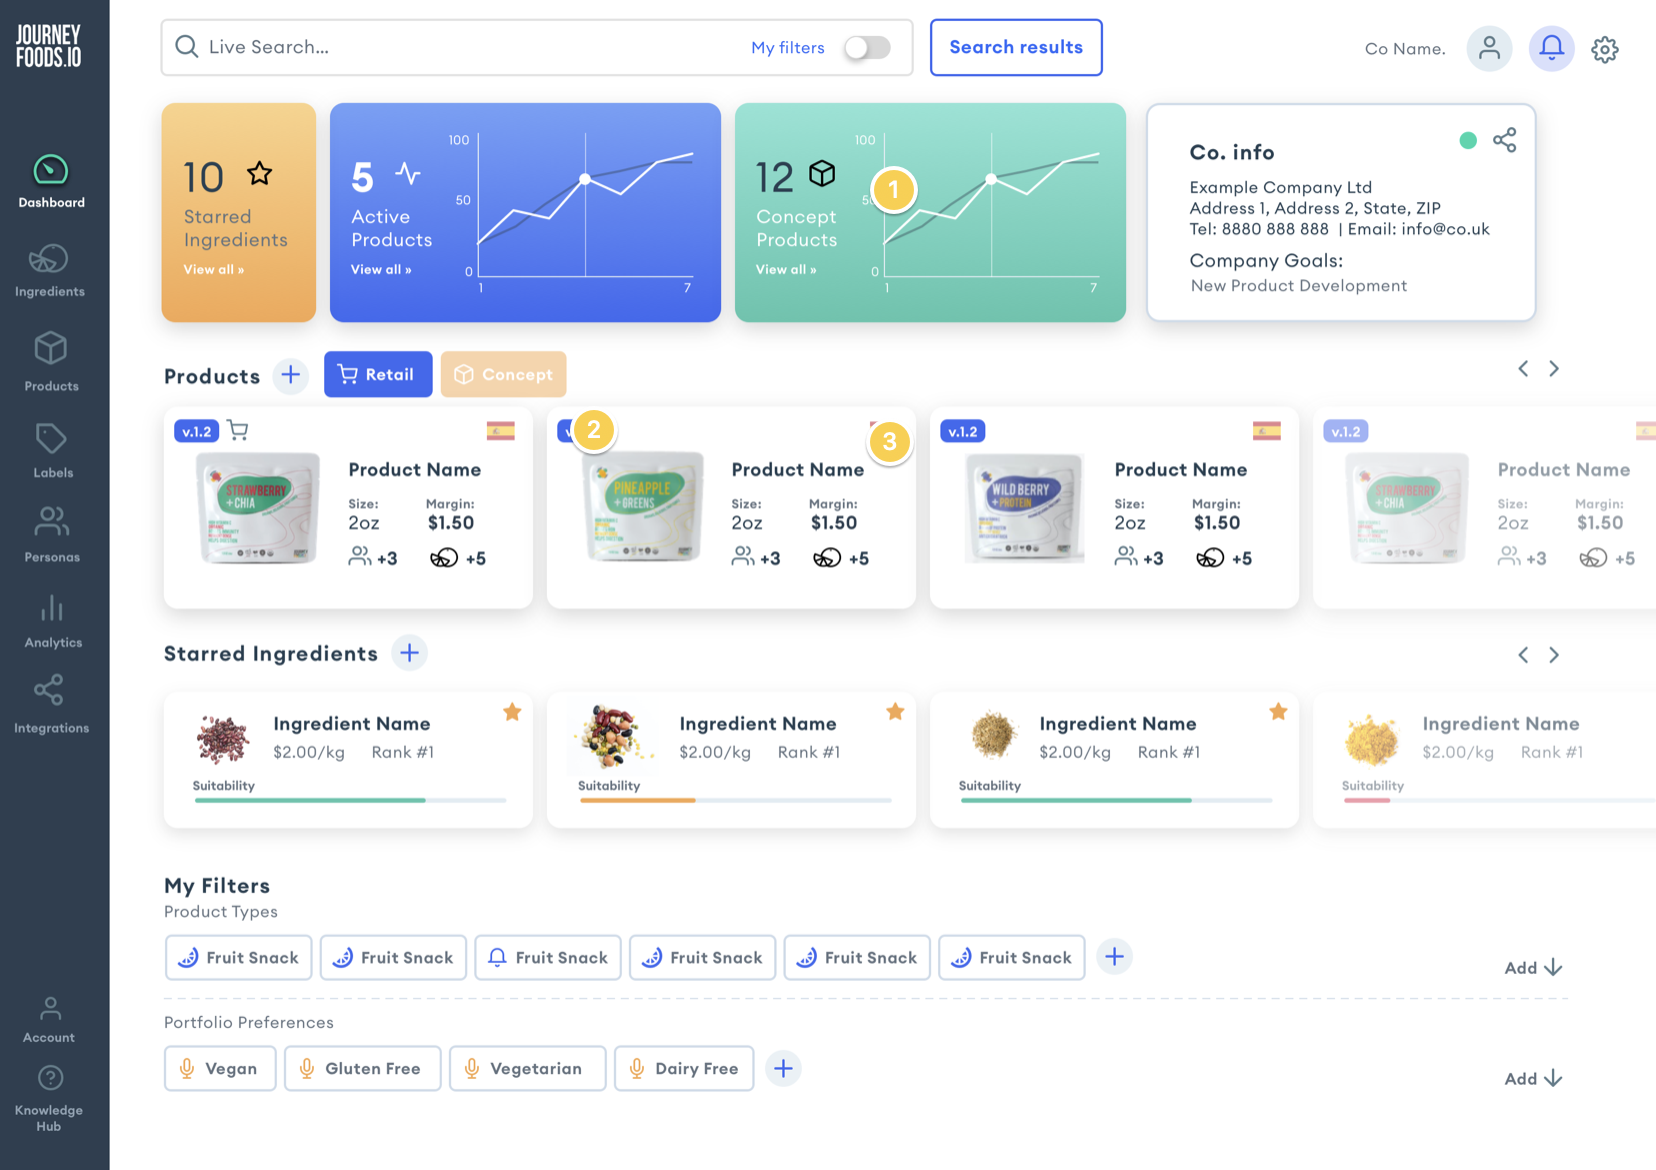 JOURNEY
FOODS.IO
Live Search...
My filters
Search results
Co Name.
Dashboard
Ingredients
Products
Labels
Personas
Analytics
Integrations
Account
Knowledge
Hub
10
Starred
Ingredients
View all »
5
Active
Products
View all »
100
50
0
1
7
12
Concept
Products
View all »
100
0
1
7
1
Co. info
Example Company Ltd
Address 1, Address 2, State, ZIP
Tel: 8880 888 888 | Email: info@co.uk
Company Goals:
New Product Development
Products
Retail
Concept
v.1.2
STRAWBERRY
+CHIA
Product Name
Size: Margin:
2oz $1.50
+3 +5
2
3
PINEAPPLE
+GREENS
Product Name
Size: Margin:
2oz $1.50
+3 +5
v.1.2
WILD BERRY
+PROTEIN
Product Name
Size: Margin:
2oz $1.50
+3 +5
v.1.2
STRAWBERRY
+CHIA
Product Name
Size: Margin:
2oz $1.50
+3 +5
Starred Ingredients
Ingredient Name
$2.00/kg Rank #1
Suitability
Ingredient Name
$2.00/kg Rank #1
Suitability
Ingredient Name
$2.00/kg Rank #1
Suitability
Ingredient Name
$2.00/kg Rank #1
Suitability
My Filters
Product Types
Fruit Snack Fruit Snack Fruit Snack Fruit Snack Fruit Snack Fruit Snack
Add
Portfolio Preferences
Vegan Gluten Free Vegetarian Dairy Free
Add